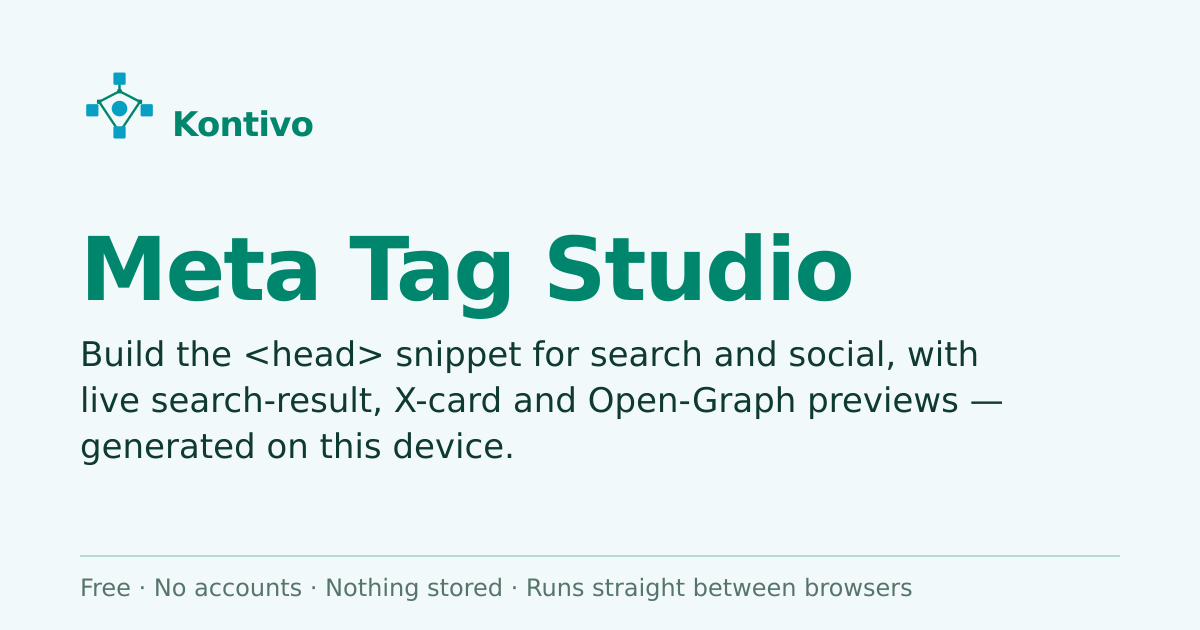 Kontivo
Meta Tag Studio
Build the <head> snippet for search and social, with
live search-result, X-card and Open-Graph previews —
generated on this device.
Free · No accounts · Nothing stored · Runs straight between browsers